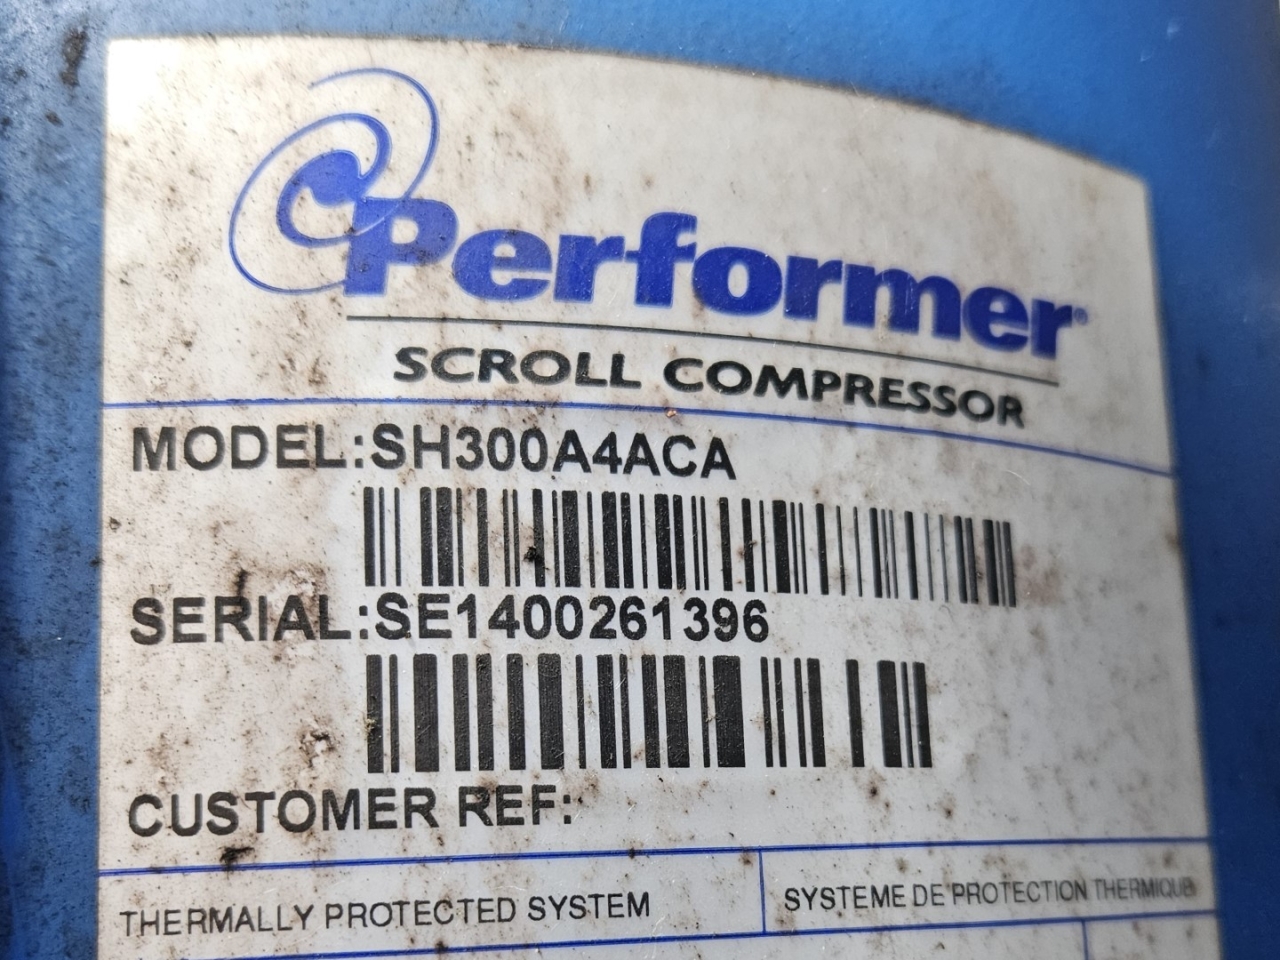 Performer®
SCROLL COMPRESSOR
MODEL:SH300A4ACA
SERIAL:SE1400261396
CUSTOMER REF:
THERMALLY PROTECTED SYSTEM
SYSTEME DE PROTECTION THERMIQUE